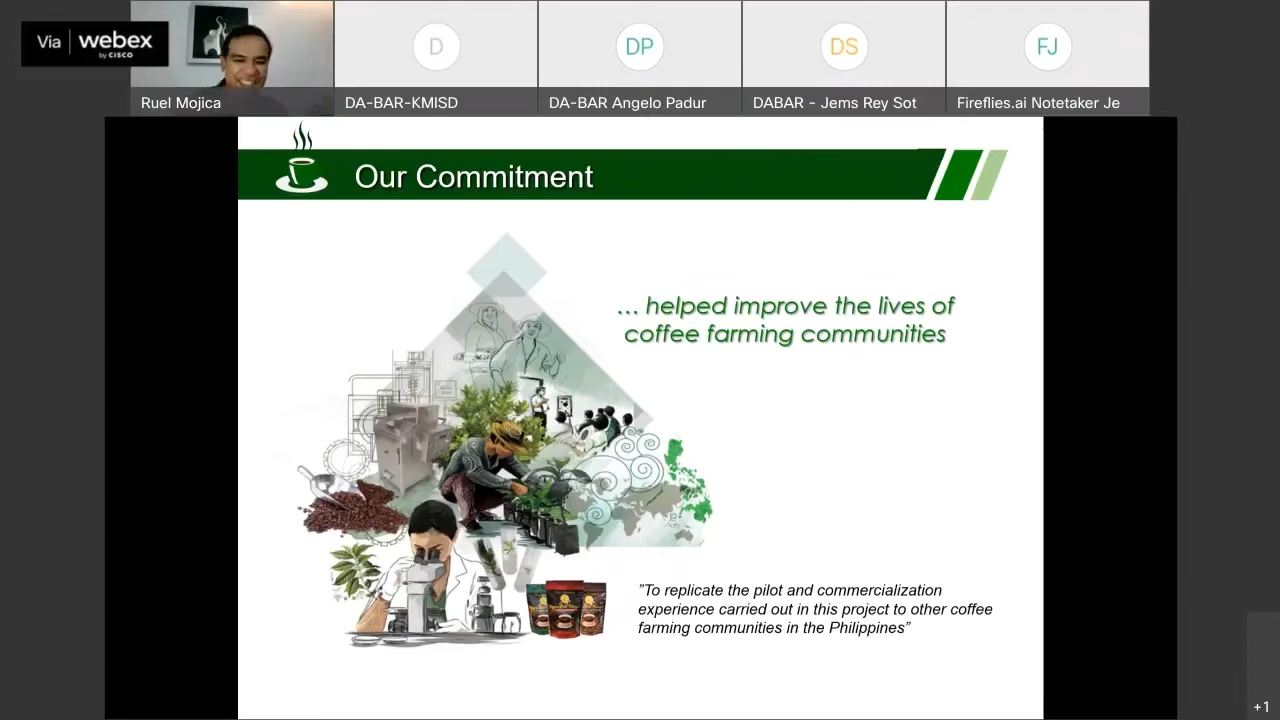 Via webex
by CISCO
Ruel Mojica
D
DA-BAR-KMISD
DP
DA-BAR Angelo Padur
DS
DABAR - Jems Rey Sot
FJ
Fireflies.ai Notetaker Je
Our Commitment
... helped improve the lives of
coffee farming communities
"To replicate the pilot and commercialization
experience carried out in this project to other coffee
farming communities in the Philippines"
+1